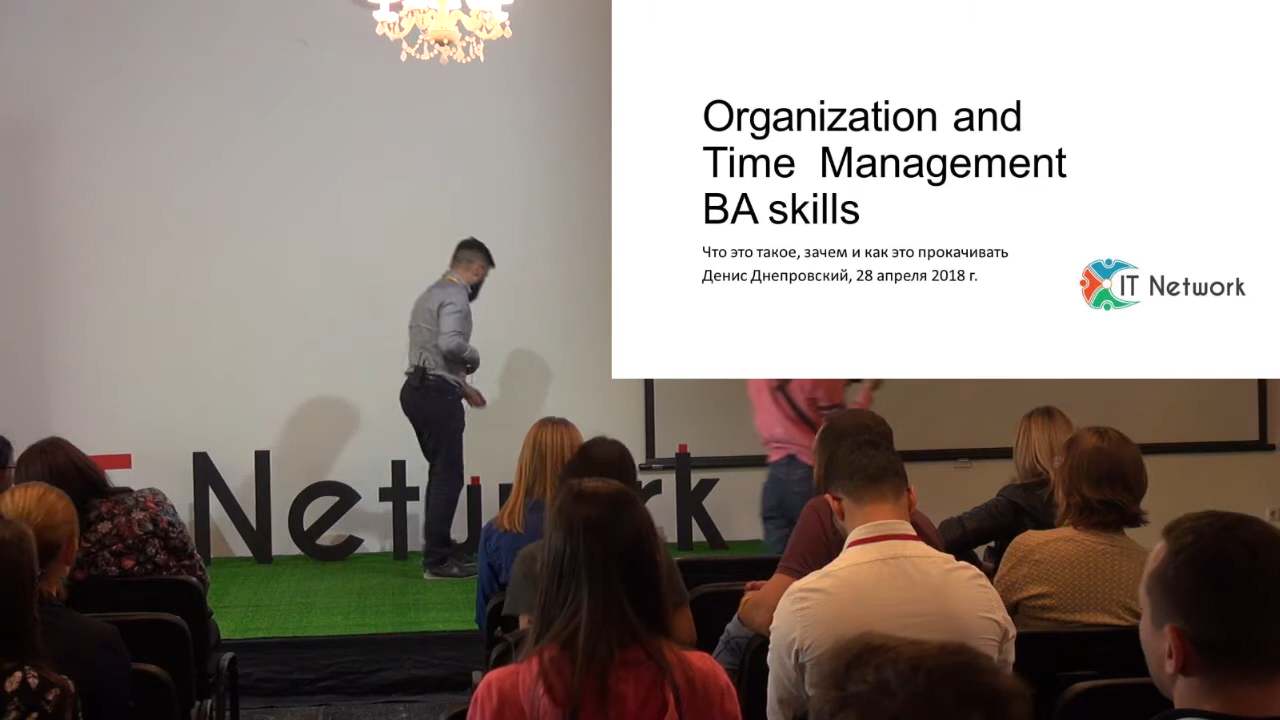 Organization and
Time Management
BA skills
Что это такое, зачем и как это прокачивать
Денис Днепровский, 28 апреля 2018 г.
IT Network
Network